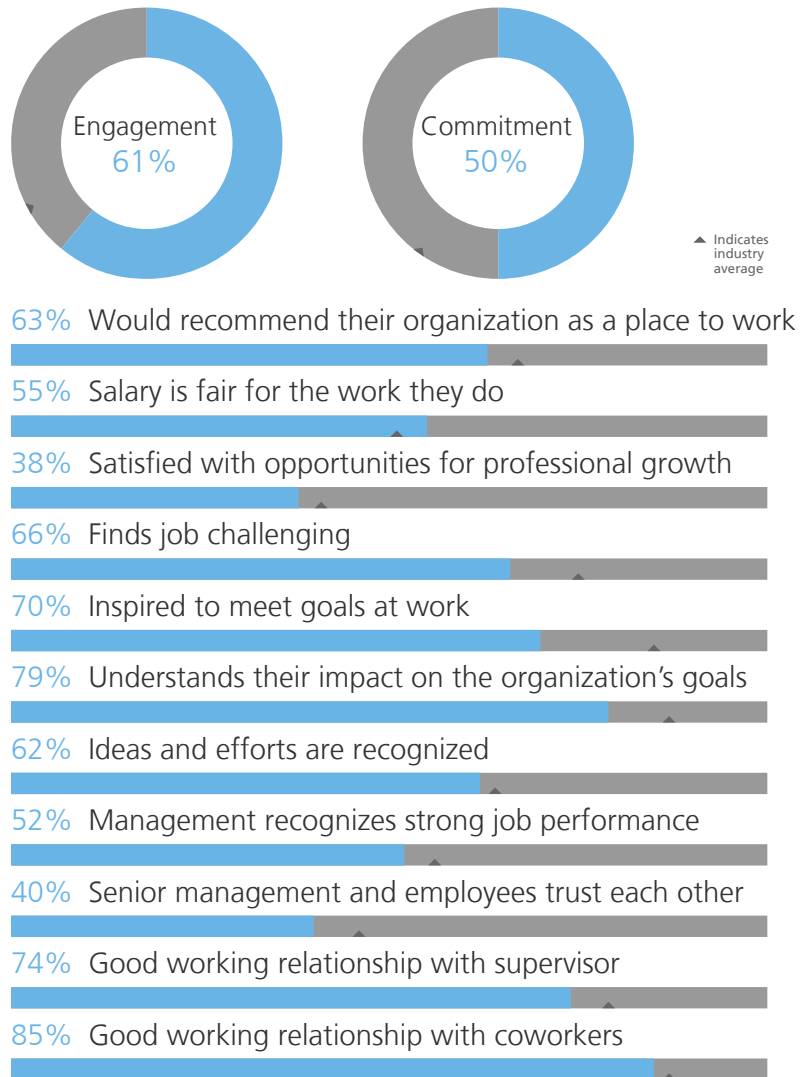 Engagement
61%
Commitment
50%
Indicates
industry
average
63% Would recommend their organization as a place to work
55% Salary is fair for the work they do
38% Satisfied with opportunities for professional growth
66% Finds job challenging
70% Inspired to meet goals at work
79% Understands their impact on the organization’s goals
62% Ideas and efforts are recognized
52% Management recognizes strong job performance
40% Senior management and employees trust each other
74% Good working relationship with supervisor
85% Good working relationship with coworkers